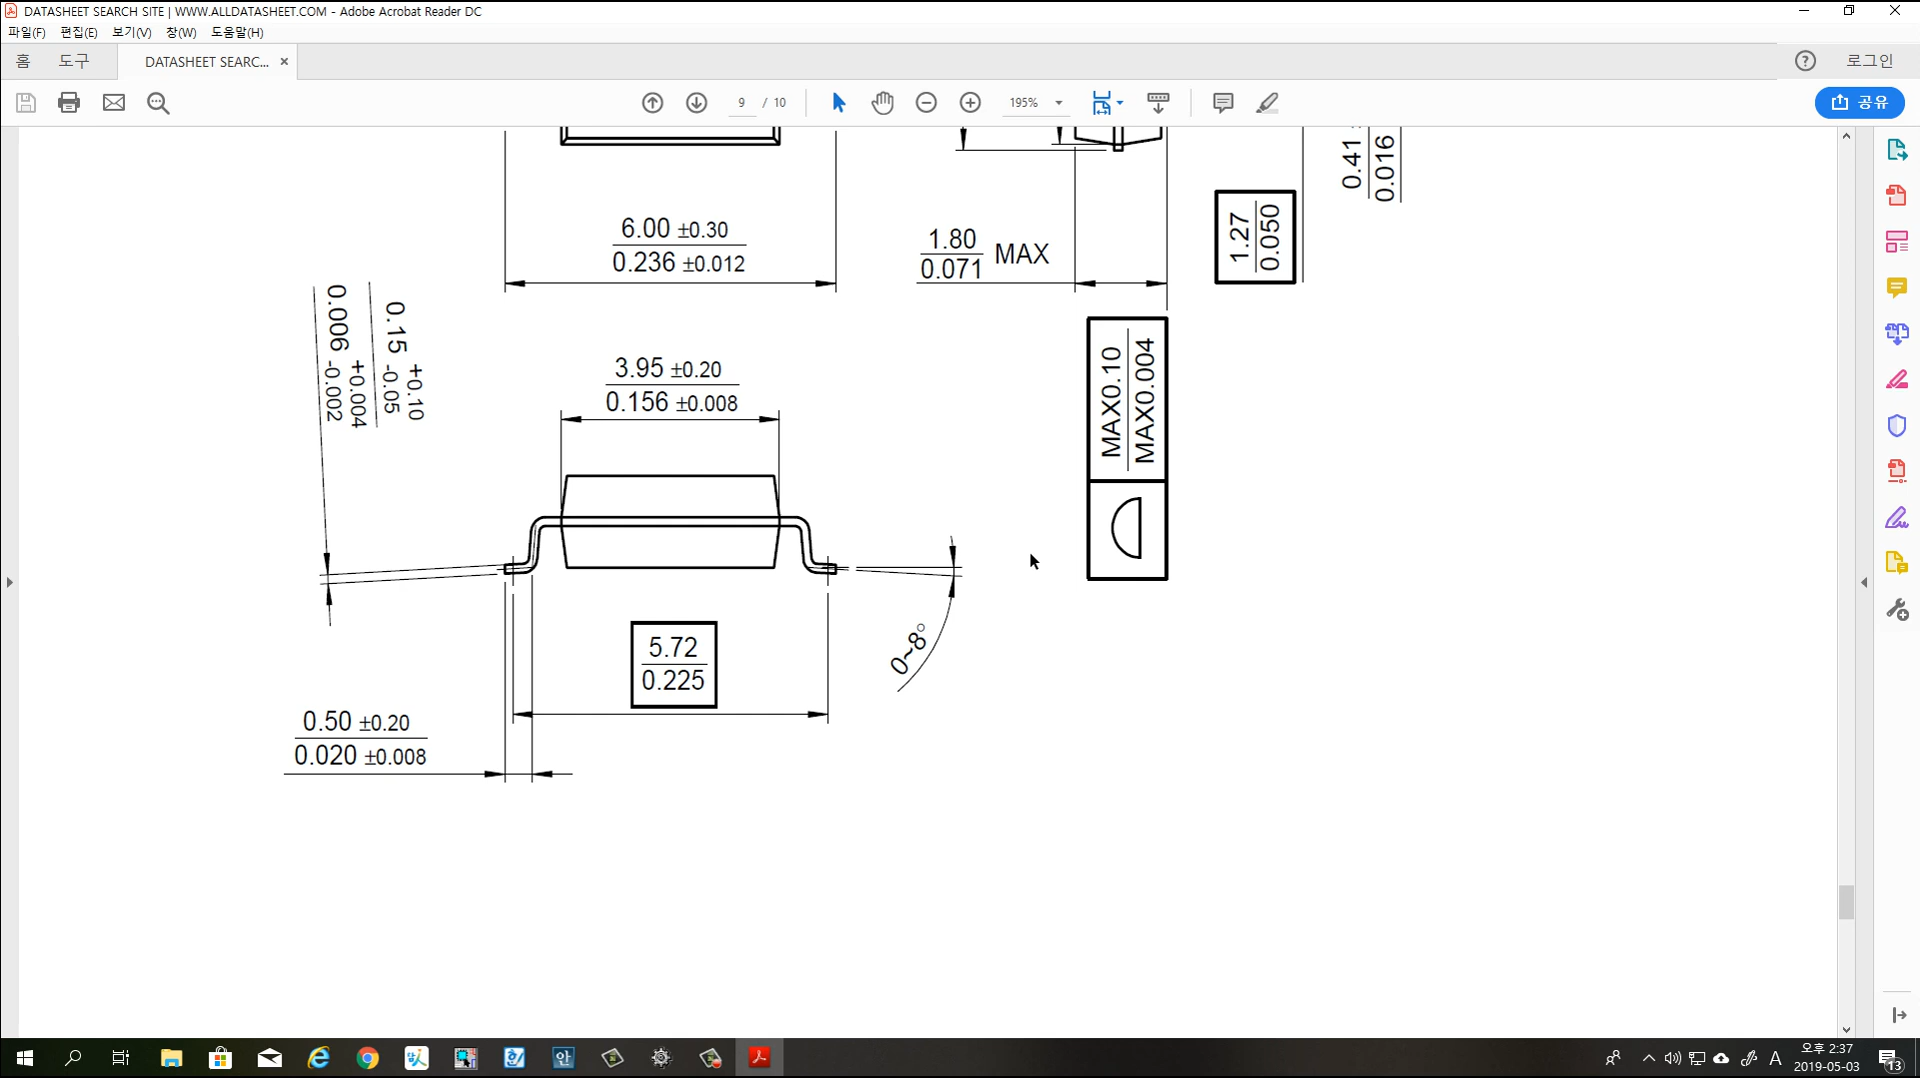 DATASHEET SEARCH SITE | WWW.ALLDATASHEET.COM - Adobe Acrobat Reader DC
파일(F) 편집(E) 보기(V) 창(W) 도움말(H)
홈 도구 DATASHEET SEARC... × ? 로그인
9 / 10 195% 공유
0.41
0.016
1.27
0.050
6.00 ±0.30
0.236 ±0.012
1.80
0.071 MAX
0.15 +0.10 -0.05
0.006 +0.004 -0.002
3.95 ±0.20
0.156 ±0.008
MAX0.10
MAX0.004
5.72
0.225
0~8°
0.50 ±0.20
0.020 ±0.008
A 오후 2:37
2019-05-03
13